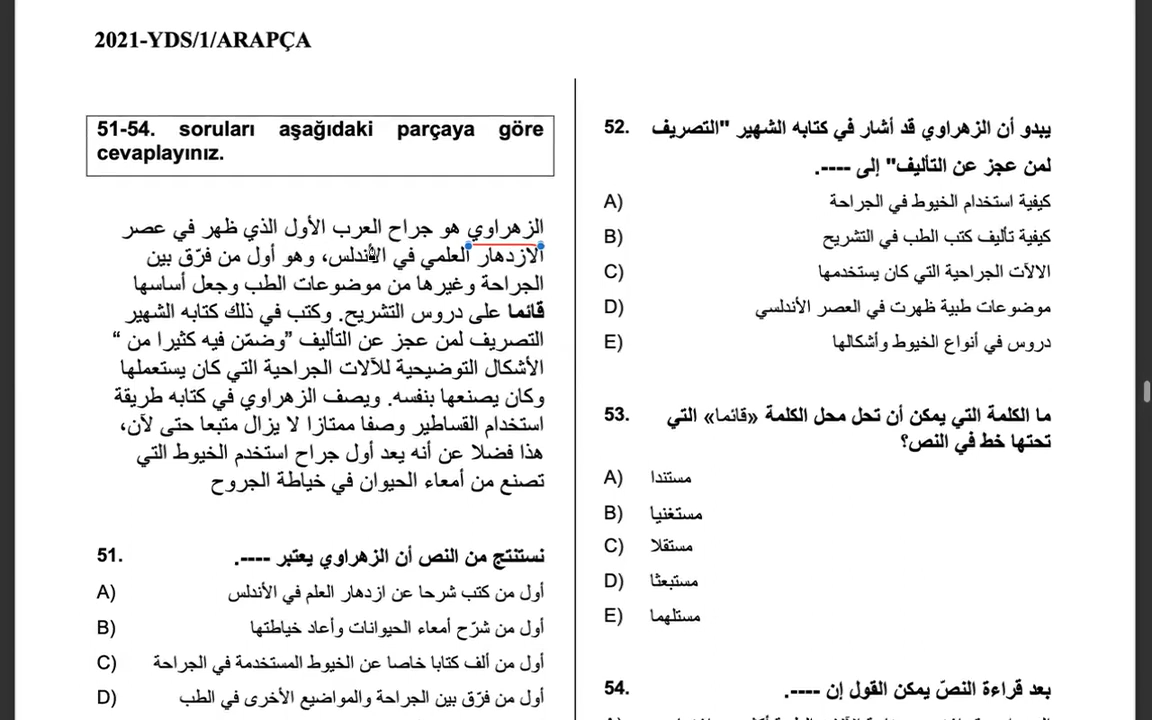 2021-YDS/1/ARAPÇA
51-54. soruları aşağıdaki parçaya göre
cevaplayınız.
الزهراوي هو جراح العرب الأول الذي ظهر في عصر
الازدهار العلمي في الأندلس، وهو أول من فرّق بين
الجراحة وغيرها من موضوعات الطب وجعل أساسها
قائما على دروس التشريح. وكتب في ذلك كتابه الشهير
التصريف لمن عجز عن التأليف ”وضمّن فيه كثيرا من “
الأشكال التوضيحية للآلات الجراحية التي كان يستعملها
وكان يصنعها بنفسه. ويصف الزهراوي في كتابه طريقة
استخدام القساطير وصفا ممتازا لا يزال متبعا حتى لآن،
هذا فضلا عن أنه يعد أول جراح استخدم الخيوط التي
تصنع من أمعاء الحيوان في خياطة الجروح
51. نستنتج من النص أن الزهراوي يعتبر ----.
A) أول من كتب شرحا عن ازدهار العلم في الأندلس
B) أول من شرّح أمعاء الحيوانات وأعاد خياطتها
C) أول من ألف كتابا خاصا عن الخيوط المستخدمة في الجراحة
D) أول من فرّق بين الجراحة والمواضيع الأخرى في الطب
52. يبدو أن الزهراوي قد أشار في كتابه الشهير "التصريف
لمن عجز عن التأليف" إلى ----.
A) كيفية استخدام الخيوط في الجراحة
B) كيفية تأليف كتب الطب في التشريح
C) الالآت الجراحية التي كان يستخدمها
D) موضوعات طبية ظهرت في العصر الأندلسي
E) دروس في أنواع الخيوط وأشكالها
53. ما الكلمة التي يمكن أن تحل محل الكلمة «قائما» التي
تحتها خط في النص؟
A) مستندا
B) مستغنيا
C) مستقلا
D) مستبعثا
E) مستلهما
54. بعد قراءة النصّ يمكن القول إن ----.